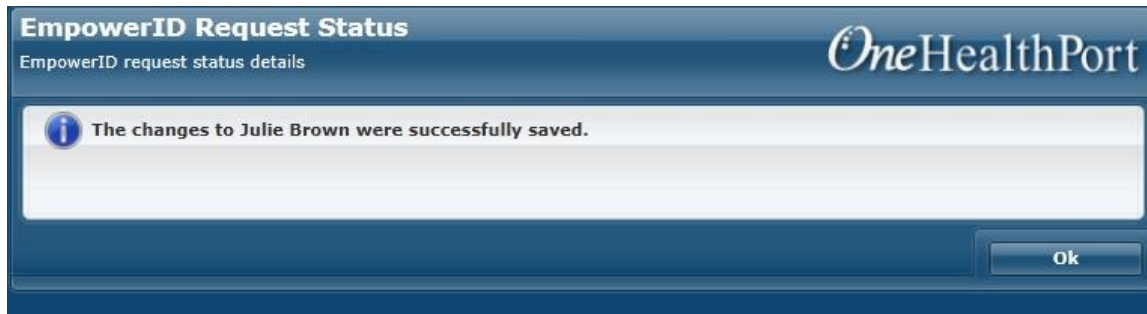 EmpowerID Request Status
EmpowerID request status details
OneHealthPort
The changes to Julie Brown were successfully saved.
Ok